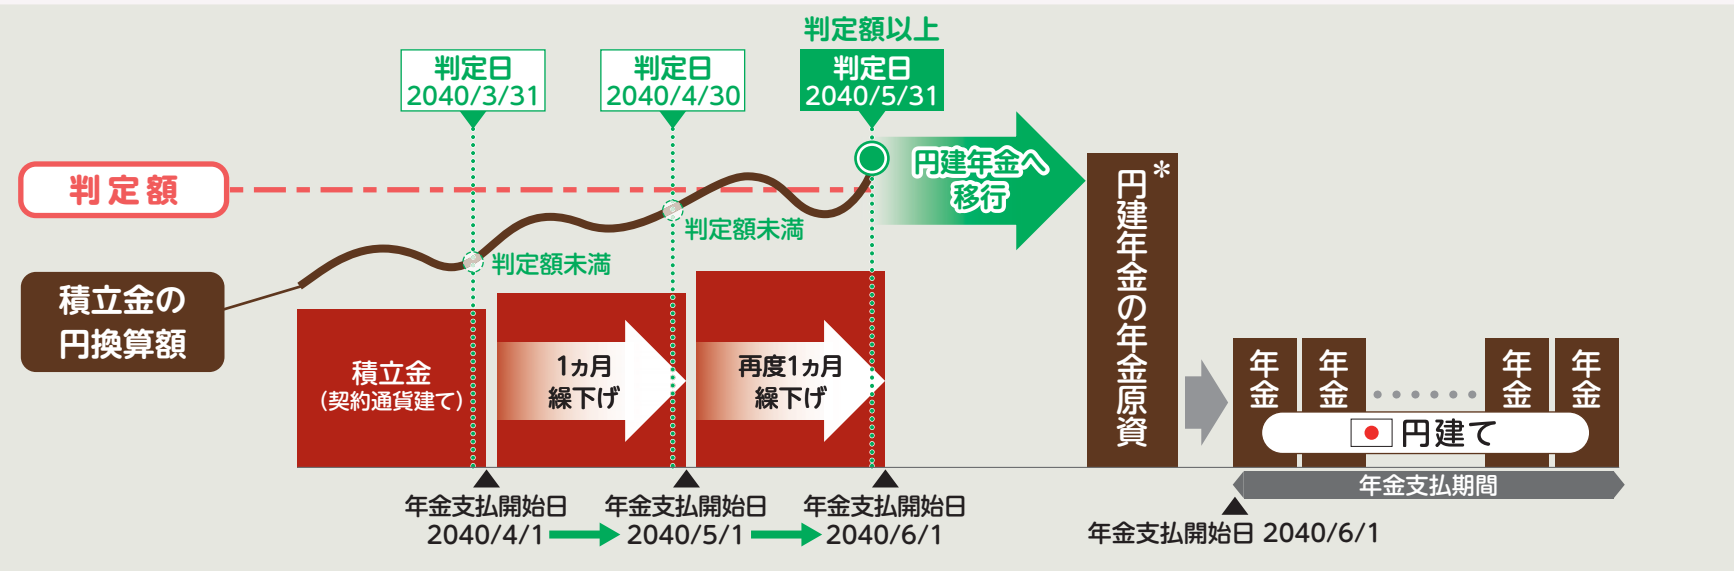 判定額以上
判定日
2040/3/31
判定日
2040/4/30
判定日
2040/5/31
判定額
円建年金へ
移行
判定額未満
判定額未満
積立金の
円換算額
積立金
（契約通貨建て）
1ヵ月
繰下げ
再度1ヵ月
繰下げ
円建年金の年金原資*
年金
年金
年金
年金
円建て
年金支払期間
年金支払開始日
2040/4/1
年金支払開始日
2040/5/1
年金支払開始日
2040/6/1
年金支払開始日 2040/6/1